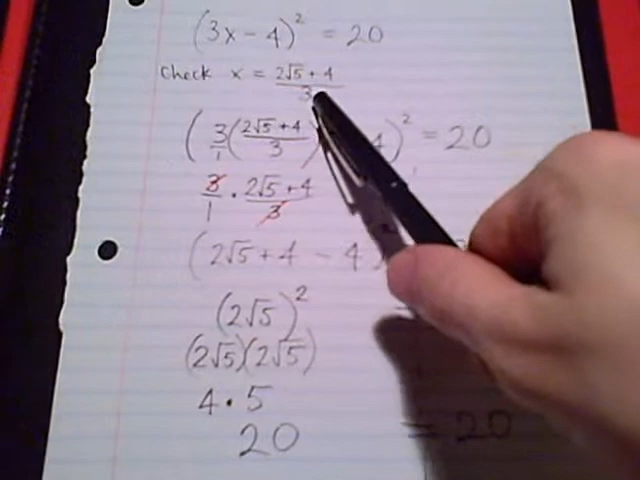 (3x - 4)² = 20
Check x = (2√5 + 4)/3
(3/1((2√5 + 4)/3) 4)² = 20
3/1 · (2√5 + 4)/3
(2√5 + 4 - 4)
(2√5)²
(2√5)(2√5)
4 · 5
20 = 20